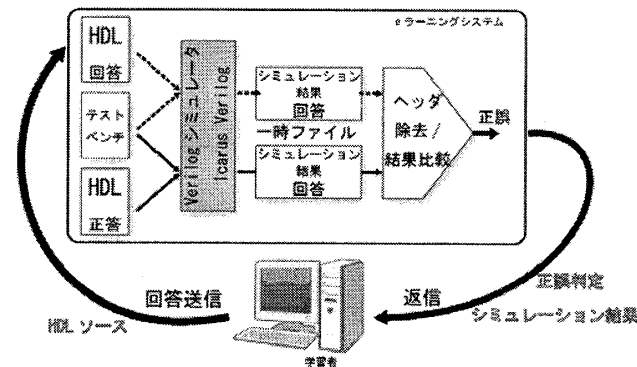 eラーニングシステム
HDL
回答
テスト
ベンチ
HDL
正答
Verilogシミュレータ
Icarus Verilog
シミュレーション
結果
回答
一時ファイル
シミュレーション
結果
回答
ヘッダ
除去/
結果比較
正誤
回答送信
HDL ソース
返信
正誤判定
シミュレーション結果
学習者